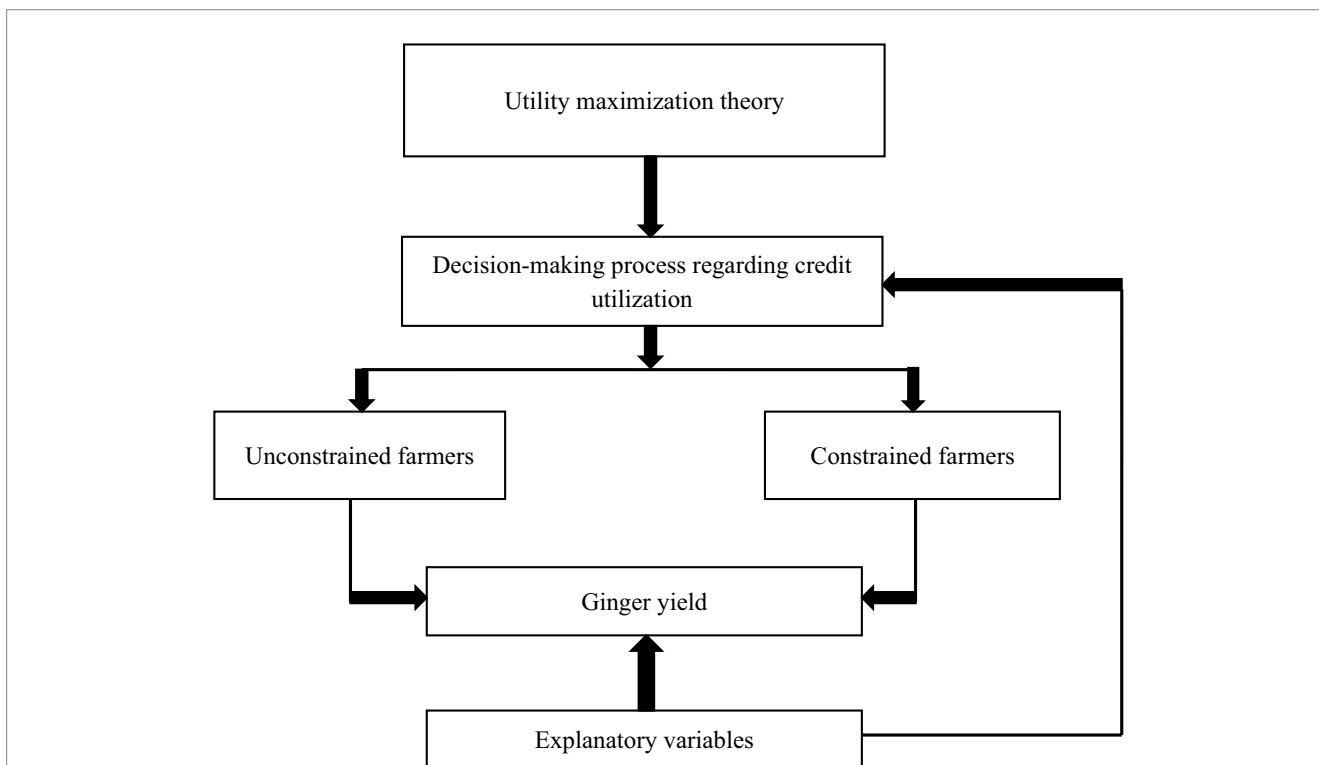 Utility maximization theory
Decision-making process regarding credit
utilization
Unconstrained farmers
Constrained farmers
Ginger yield
Explanatory variables